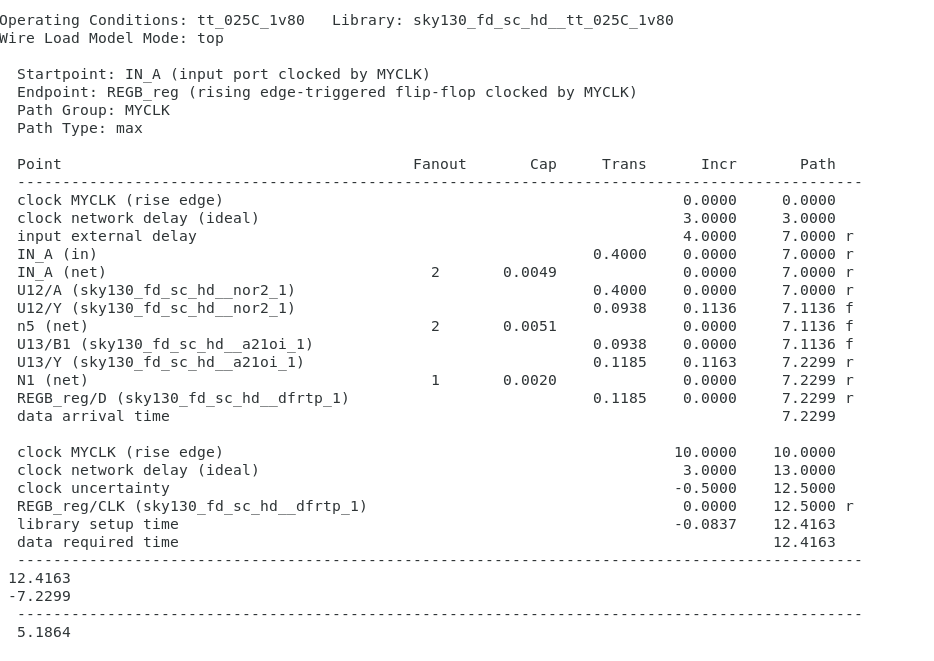 Operating Conditions: tt_025C_1v80   Library: sky130_fd_sc_hd__tt_025C_1v80
Wire Load Model Mode: top

  Startpoint: IN_A (input port clocked by MYCLK)
  Endpoint: REGB_reg (rising edge-triggered flip-flop clocked by MYCLK)
  Path Group: MYCLK
  Path Type: max

  Point                                       Fanout       Cap     Trans      Incr       Path
  ----------------------------------------------------------------------------------------------
  clock MYCLK (rise edge)                                                   0.0000     0.0000
  clock network delay (ideal)                                               3.0000     3.0000
  input external delay                                                      4.0000     7.0000 r
  IN_A (in)                                                       0.4000    0.0000     7.0000 r
  IN_A (net)                                    2       0.0049              0.0000     7.0000 r
  U12/A (sky130_fd_sc_hd__nor2_1)                                 0.4000    0.0000     7.0000 r
  U12/Y (sky130_fd_sc_hd__nor2_1)                                 0.0938    0.1136     7.1136 f
  n5 (net)                                      2       0.0051              0.0000     7.1136 f
  U13/B1 (sky130_fd_sc_hd__a21oi_1)                               0.0938    0.0000     7.1136 f
  U13/Y (sky130_fd_sc_hd__a21oi_1)                                0.1185    0.1163     7.2299 r
  N1 (net)                                      1       0.0020              0.0000     7.2299 r
  REGB_reg/D (sky130_fd_sc_hd__dfrtp_1)                           0.1185    0.0000     7.2299 r
  data arrival time                                                                    7.2299

  clock MYCLK (rise edge)                                                  10.0000    10.0000
  clock network delay (ideal)                                               3.0000    13.0000
  clock uncertainty                                                        -0.5000    12.5000
  REGB_reg/CLK (sky130_fd_sc_hd__dfrtp_1)                                   0.0000    12.5000 r
  library setup time                                                       -0.0837    12.4163
  data required time                                                                  12.4163
  ----------------------------------------------------------------------------------------------
 12.4163
 -7.2299
  ----------------------------------------------------------------------------------------------
  5.1864